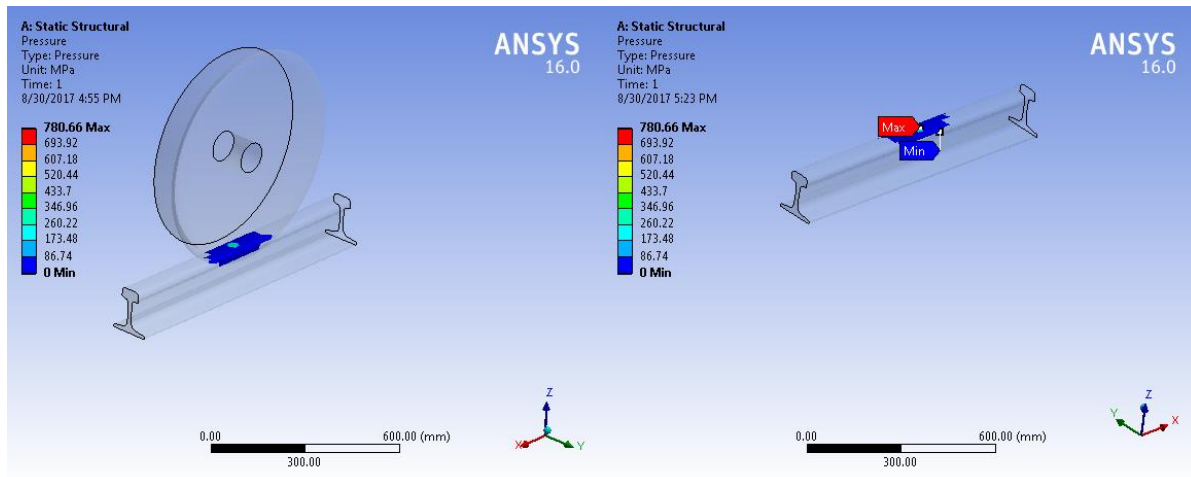 A: Static Structural
Pressure
Type: Pressure
Unit: MPa
Time: 1
8/30/2017 4:55 PM
780.66 Max
693.92
607.18
520.44
433.7
346.96
260.22
173.48
86.74
0 Min
ANSYS
16.0
0.00
600.00 (mm)
300.00
Z
X
Y
A: Static Structural
Pressure
Type: Pressure
Unit: MPa
Time: 1
8/30/2017 5:23 PM
780.66 Max
693.92
607.18
520.44
433.7
346.96
260.22
173.48
86.74
0 Min
ANSYS
16.0
Max
Min
0.00
600.00 (mm)
300.00
Z
Y
X